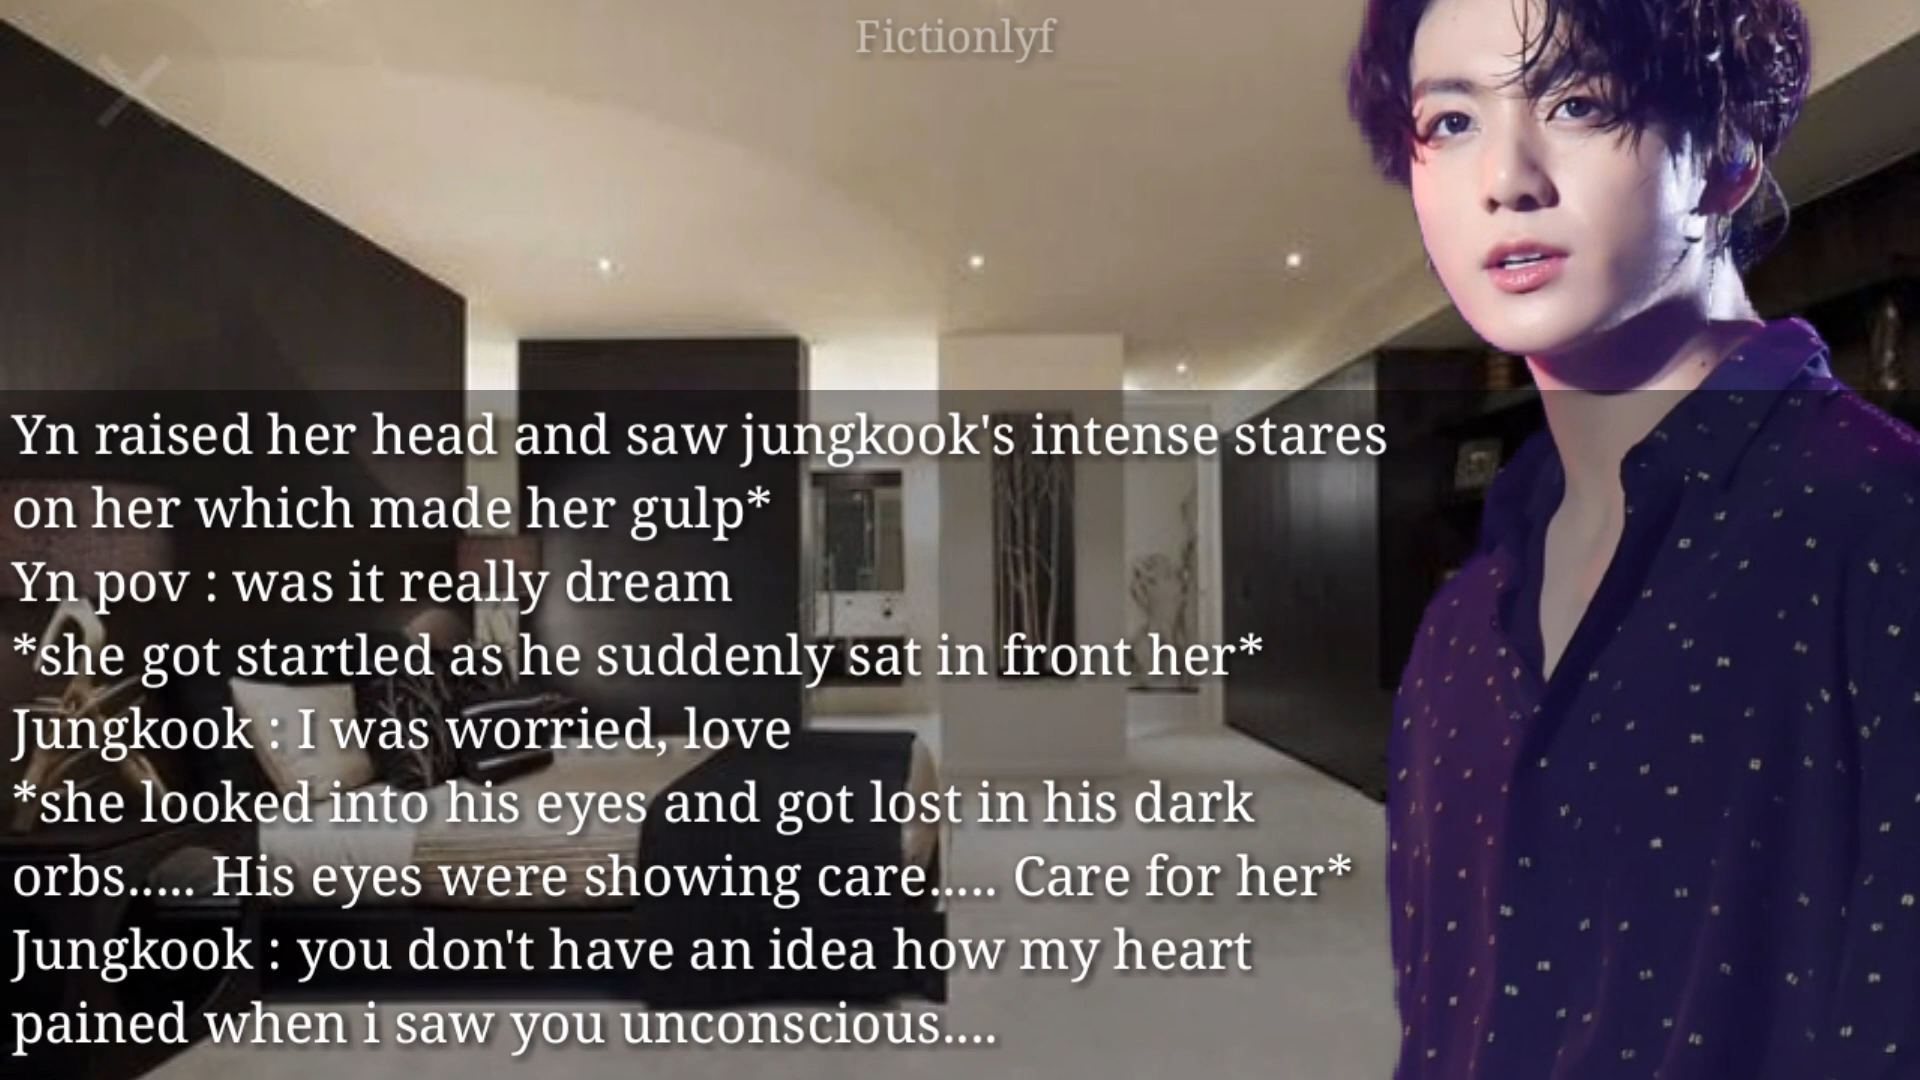 Fictionlyf
Yn raised her head and saw jungkook's intense stares
on her which made her gulp*
Yn pov : was it really dream
*she got startled as he suddenly sat in front her*
Jungkook : I was worried, love
*she looked into his eyes and got lost in his dark
orbs..... His eyes were showing care..... Care for her*
Jungkook : you don't have an idea how my heart
pained when i saw you unconscious....